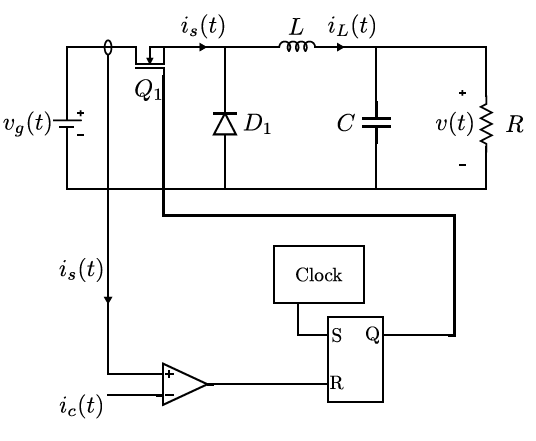 i_s(t) L i_L(t)
Q_1
+
v_g(t) - D_1 C v(t) R
+
-
i_s(t)
Clock
S Q
+
R
-
i_c(t)